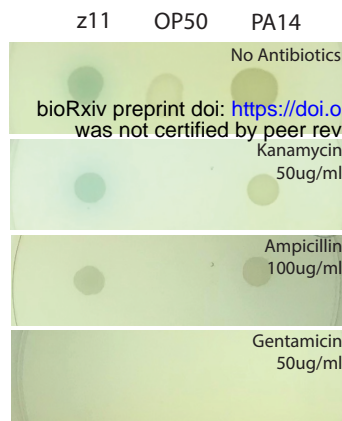 z11 OP50 PA14
No Antibiotics
bioRxiv preprint doi: https://doi.o
was not certified by peer rev
Kanamycin
50ug/ml
Ampicillin
100ug/ml
Gentamicin
50ug/ml